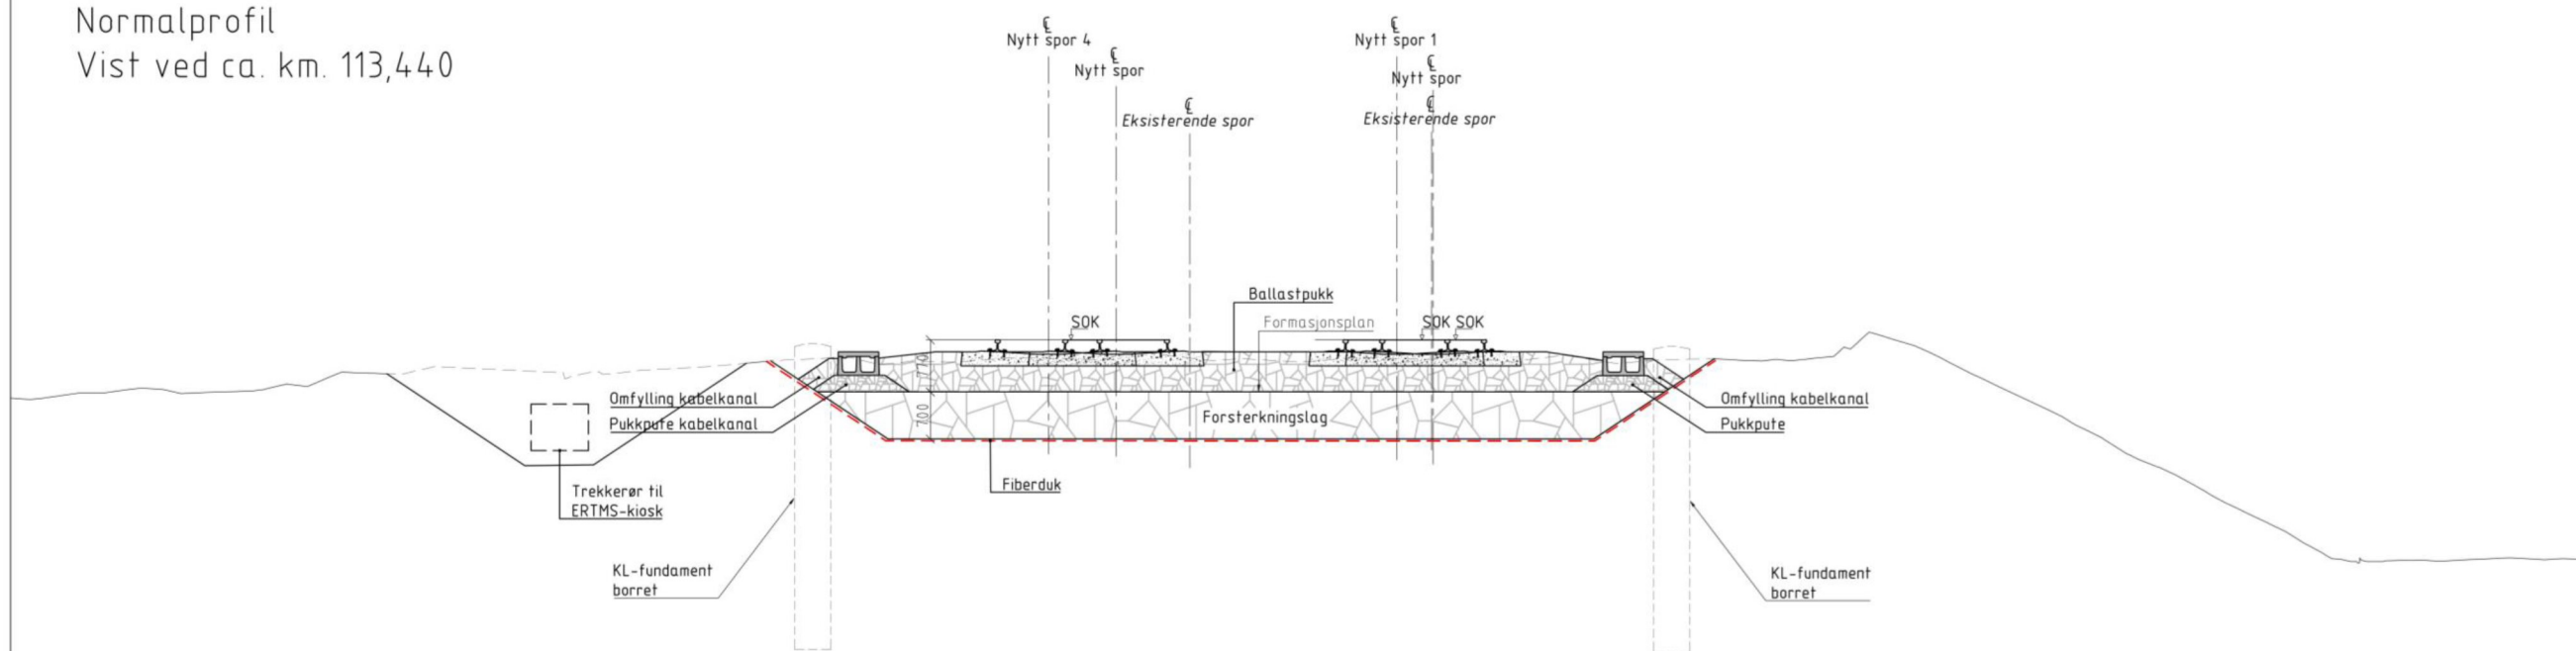 Normalprofil
Vist ved ca. km. 113,440
℄
Nytt spor 4
℄
Nytt spor
℄
Eksisterende spor
℄
Nytt spor 1
℄
Nytt spor
℄
Eksisterende spor
Ballastpukk
SOK
Formasjonsplan
SOK SOK
770
700
Omfylling kabelkanal
Pukkpute kabelkanal
Forsterkningslag
Omfylling kabelkanal
Pukkpute
Trekkerør til
ERTMS-kiosk
Fiberduk
KL-fundament
borret
KL-fundament
borret